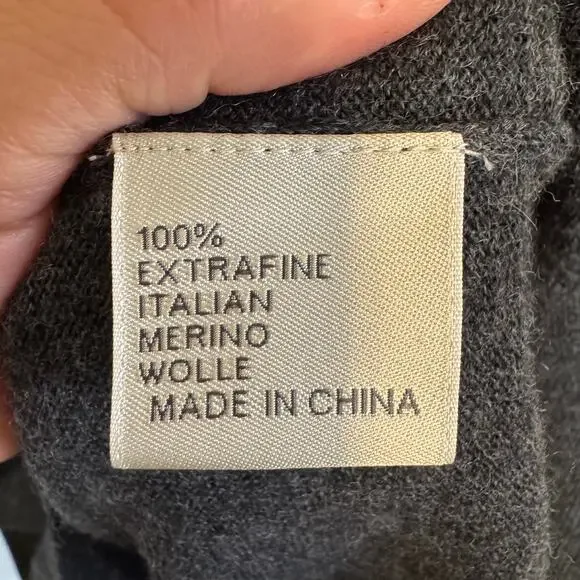 100%
EXTRAFINE
ITALIAN
MERINO
WOLLE
MADE IN CHINA